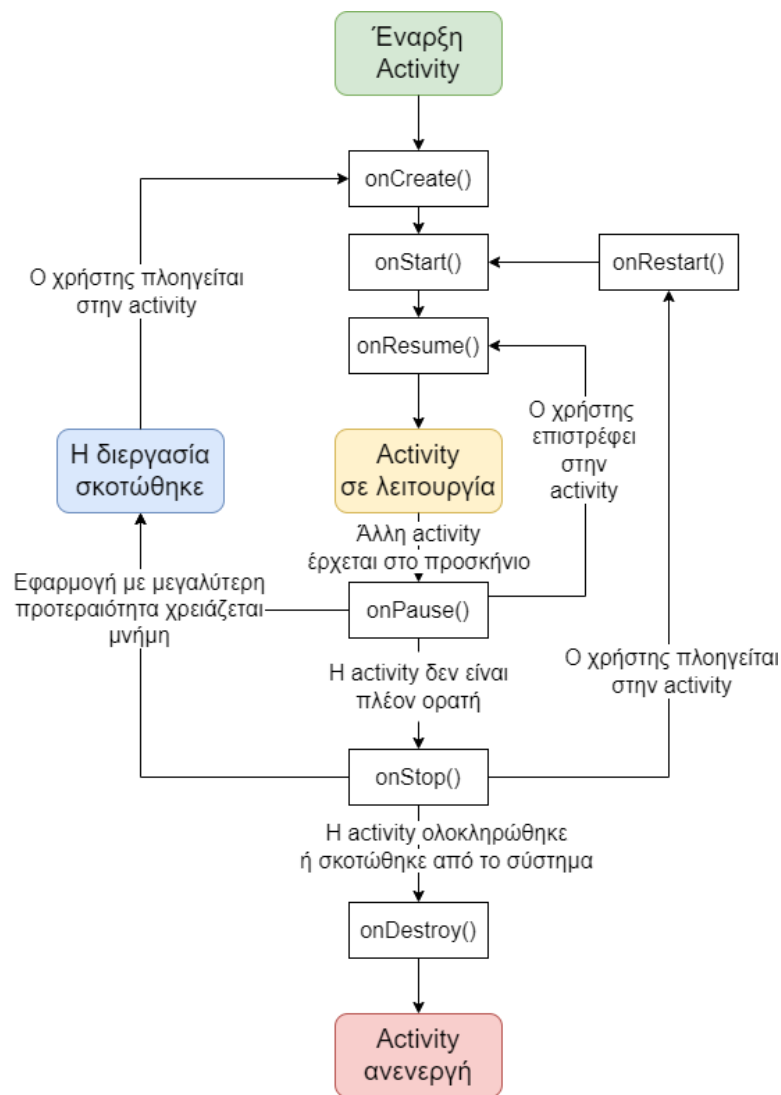 Έναρξη
Activity
onCreate()
onStart()
onRestart()
Ο χρήστης πλοηγείται
στην activity
onResume()
Ο χρήστης
επιστρέφει
στην
activity
Η διεργασία
σκοτώθηκε
Activity
σε λειτουργία
Άλλη activity
έρχεται στο προσκήνιο
Εφαρμογή με μεγαλύτερη
προτεραιότητα χρειάζεται
μνήμη
onPause()
Η activity δεν είναι
πλέον ορατή
Ο χρήστης πλοηγείται
στην activity
onStop()
Η activity ολοκληρώθηκε
ή σκοτώθηκε από το σύστημα
onDestroy()
Activity
ανενεργή